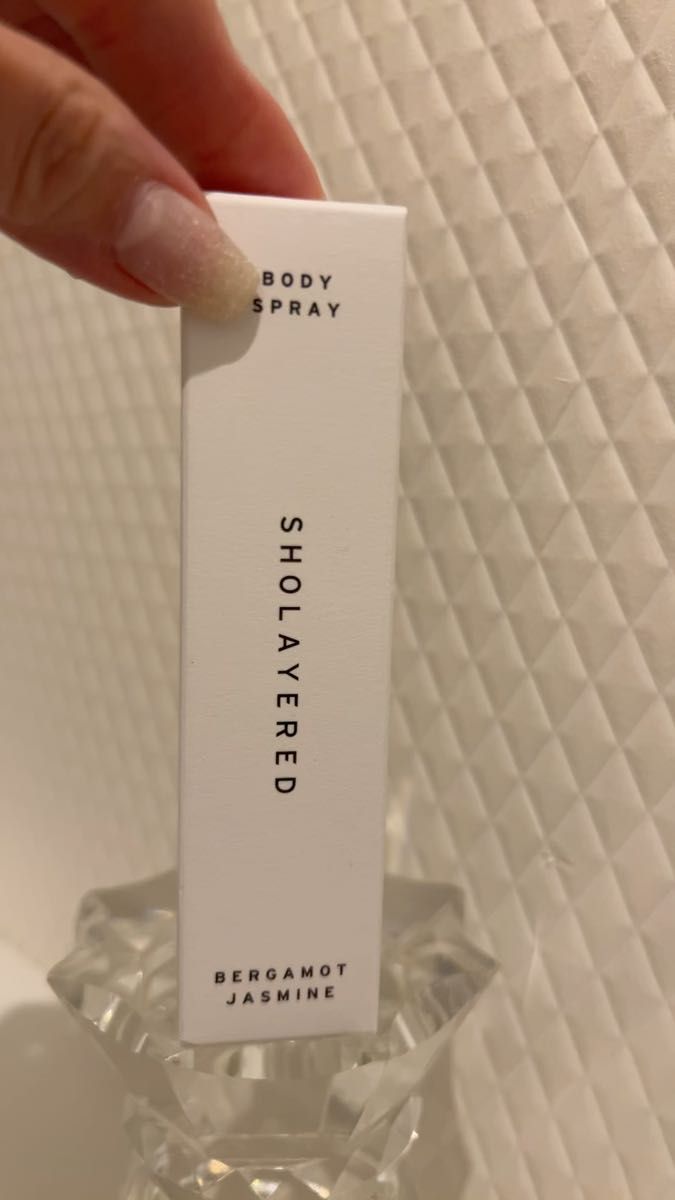 BODY
SPRAY
SHOLAYERED
BERGAMOT
JASMINE